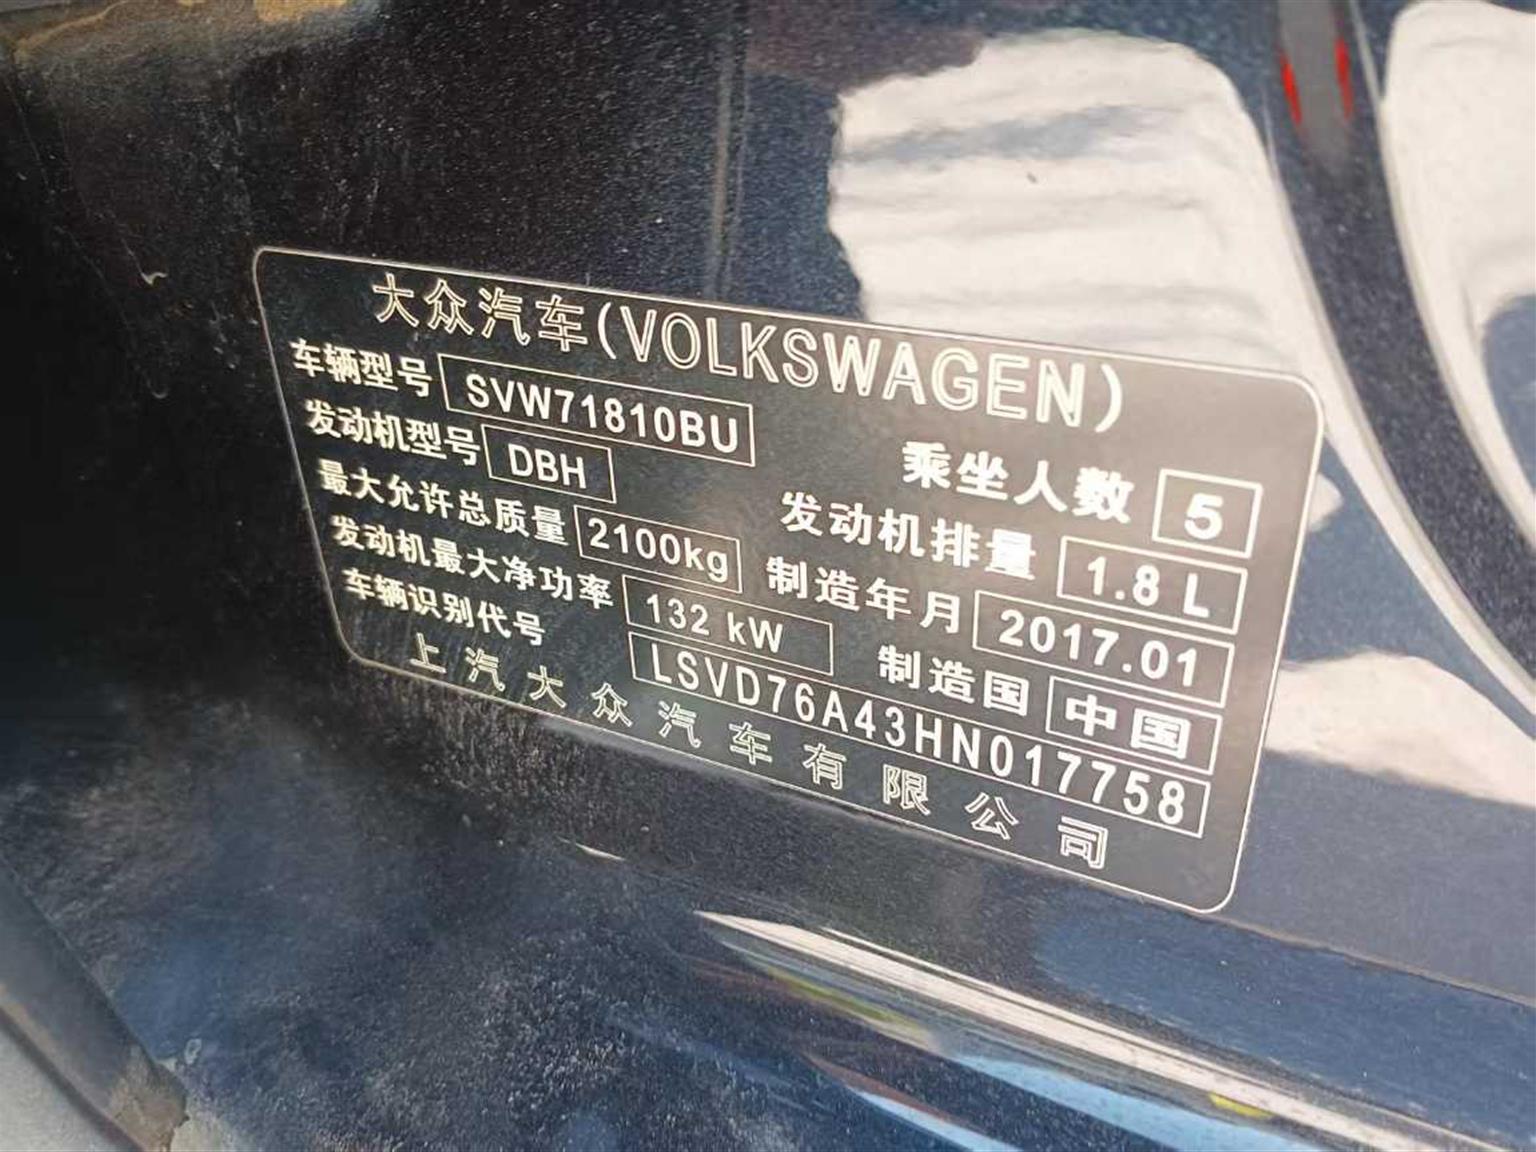 大众汽车(VOLKSWAGEN)
车辆型号 SVW71810BU 乘坐人数 5
发动机型号 DBH 发动机排量 1.8 L
最大允许总质量 2100kg 制造年月 2017.01
发动机最大净功率 132 kW 制造国 中国
车辆识别代号 LSVD76A43HN017758
上汽大众汽车有限公司